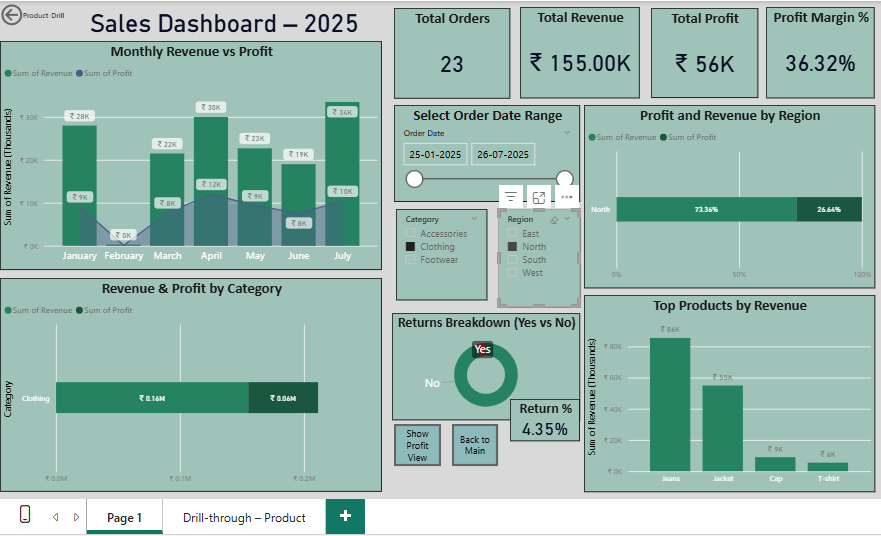 Product-Drill
Sales Dashboard – 2025
Total Orders
23
Total Revenue
₹ 155.00K
Total Profit
₹ 56K
Profit Margin %
36.32%
Monthly Revenue vs Profit
Sum of Revenue Sum of Profit
Sum of Revenue (Thousands)
₹ 30K
₹ 20K
₹ 10K
₹ 0K
₹ 28K
₹ 22K
₹ 30K
₹ 23K
₹ 19K
₹ 34K
₹ 9K
₹ 0K
₹ 8K
₹ 12K
₹ 9K
₹ 8K
₹ 10K
January February March April May June July
Select Order Date Range
Order Date
25-01-2025 26-07-2025
Category
Accessories
Clothing
Footwear
Region
East
North
South
West
Profit and Revenue by Region
Sum of Revenue Sum of Profit
North
73.36% 26.64%
0% 50% 100%
Revenue & Profit by Category
Sum of Revenue Sum of Profit
Category
Clothing
₹ 0.16M ₹ 0.06M
₹ 0.0M ₹ 0.1M ₹ 0.2M
Returns Breakdown (Yes vs No)
Yes
No
Return %
4.35%
Show
Profit
View
Back to
Main
Top Products by Revenue
Sum of Revenue (Thousands)
₹ 80K
₹ 60K
₹ 40K
₹ 20K
₹ 0K
₹ 86K
₹ 55K
₹ 9K
₹ 6K
Jeans Jacket Cap T-shirt
Page 1
Drill-through – Product
+